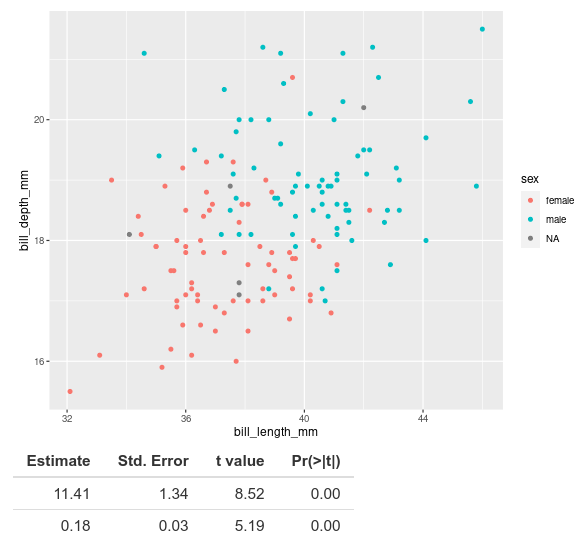 20
18
16
bill_depth_mm
32 36 40 44
bill_length_mm
sex
female
male
NA
Estimate Std. Error t value Pr(>|t|)
11.41 1.34 8.52 0.00
0.18 0.03 5.19 0.00